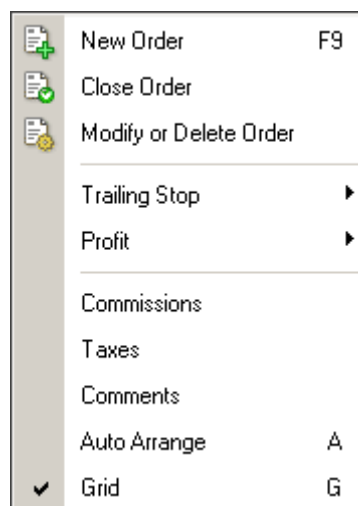 New Order F9
Close Order
Modify or Delete Order
Trailing Stop
Profit
Commissions
Taxes
Comments
Auto Arrange A
Grid G